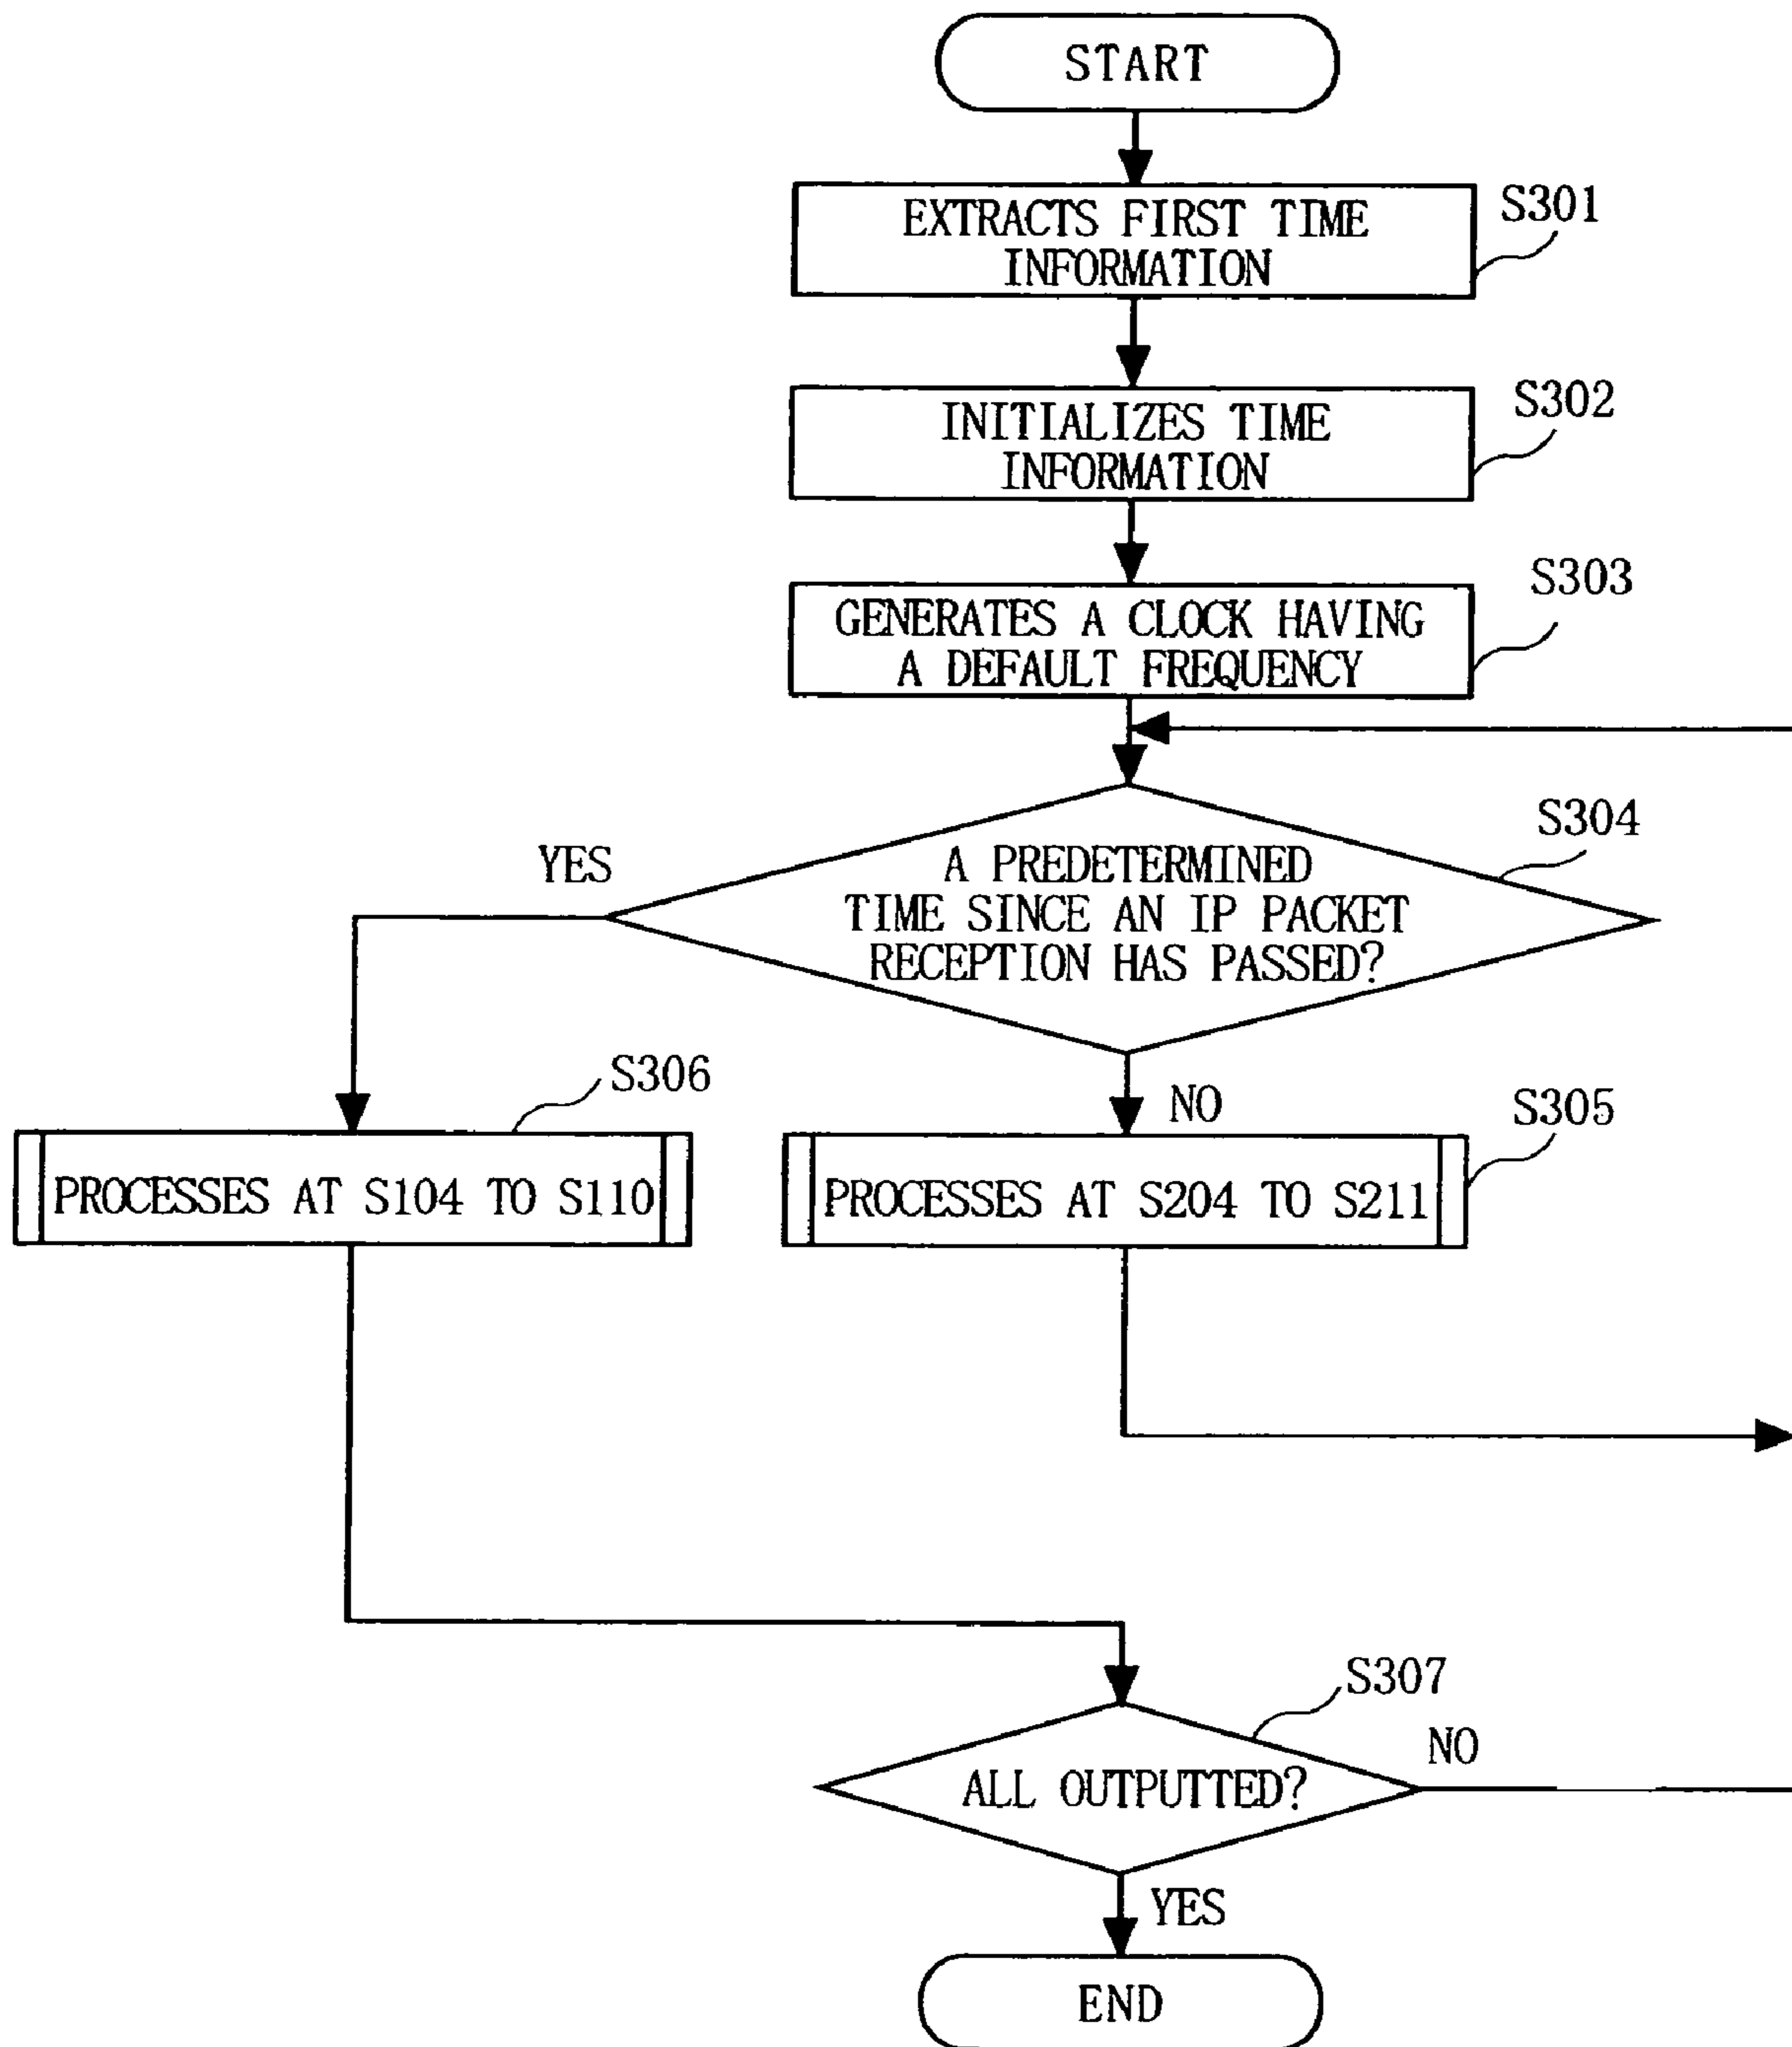 START
S301
EXTRACTS FIRST TIME
INFORMATION
S302
INITIALIZES TIME
INFORMATION
S303
GENERATES A CLOCK HAVING
A DEFAULT FREQUENCY
S304
YES
A PREDETERMINED
TIME SINCE AN IP PACKET
RECEPTION HAS PASSED?
S306
NO
S305
PROCESSES AT S104 TO S110
PROCESSES AT S204 TO S211
S307
NO
ALL OUTPUTTED?
YES
END